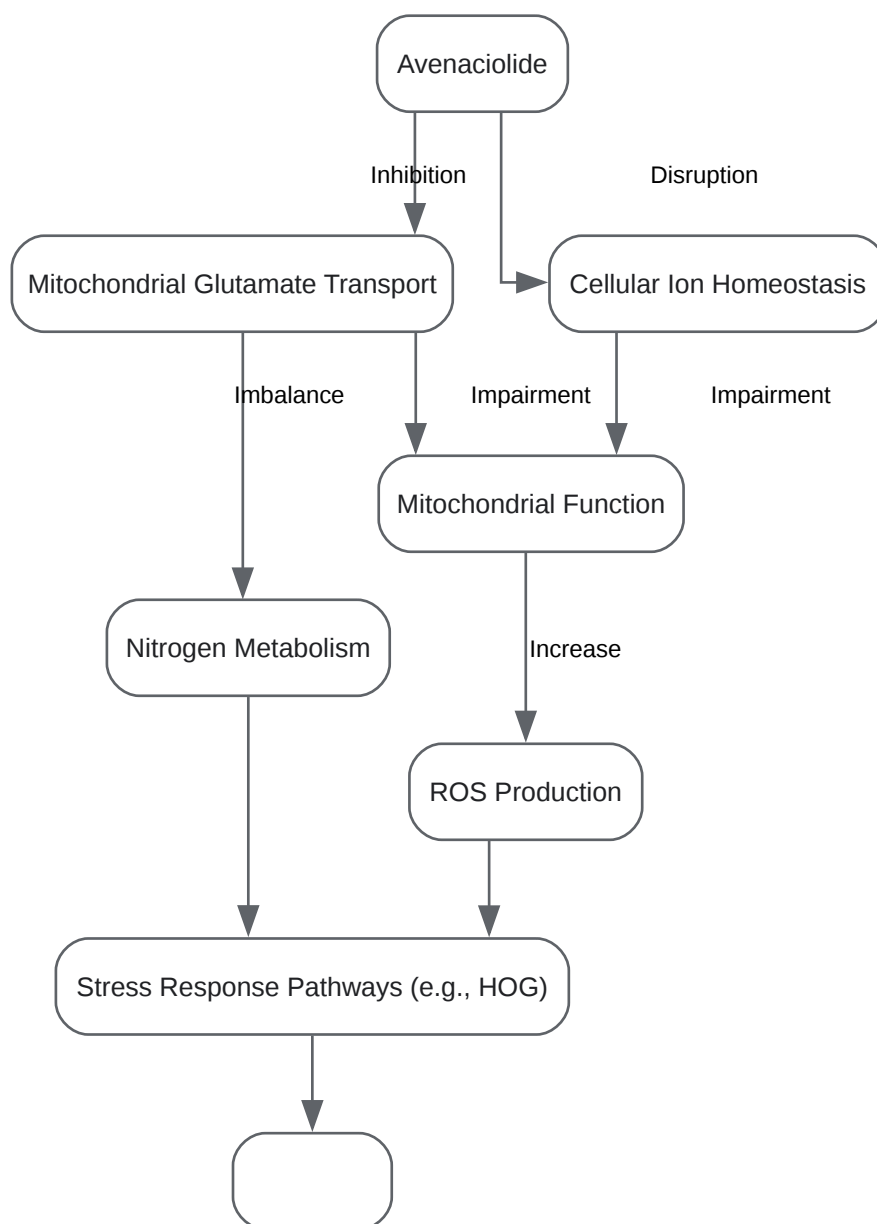 Avenaciolide
Inhibition
Disruption
Mitochondrial Glutamate Transport
Cellular Ion Homeostasis
Imbalance
Impairment
Impairment
Mitochondrial Function
Nitrogen Metabolism
Increase
ROS Production
Stress Response Pathways (e.g., HOG)